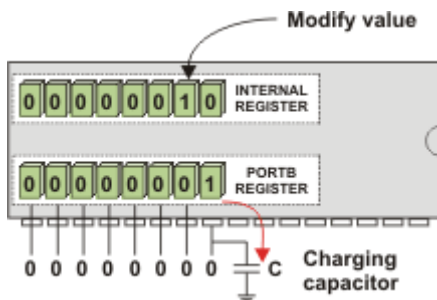 Modify value
0 0 0 0 0 0 1 0 INTERNAL
REGISTER
0 0 0 0 0 0 0 1 PORTB
REGISTER
0 0 0 0 0 0 0 0 C Charging
capacitor